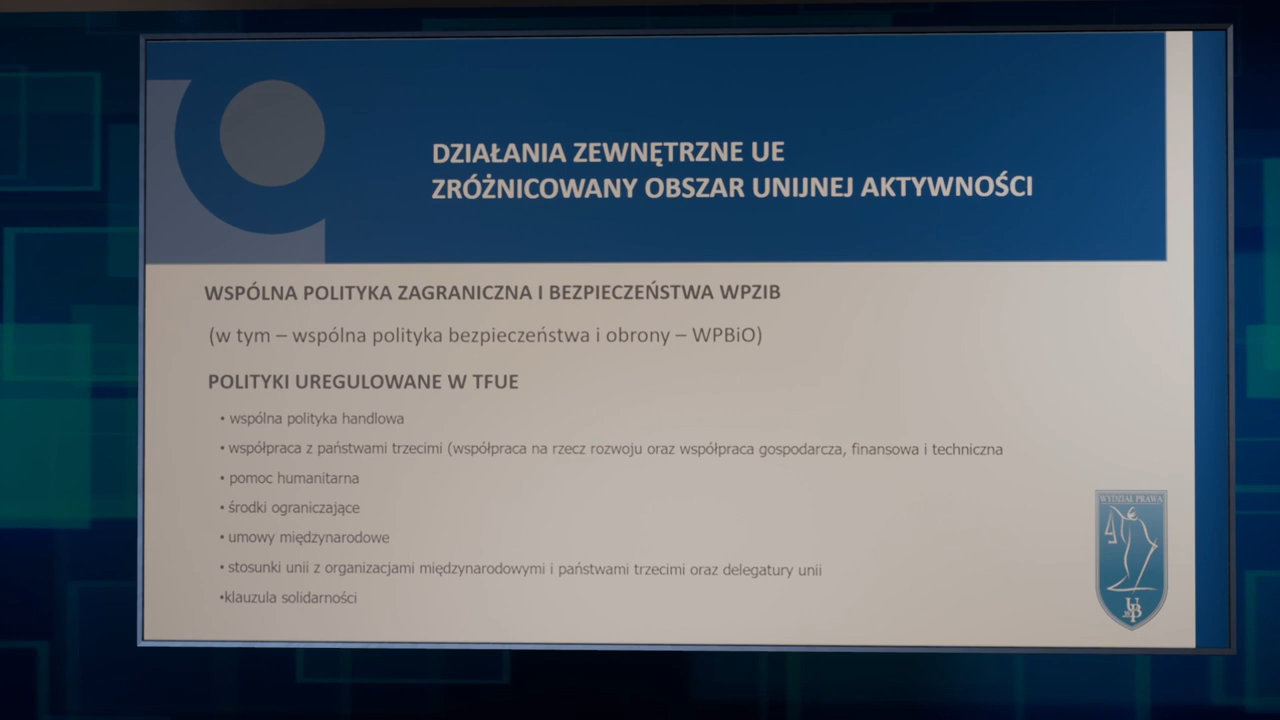 DZIAŁANIA ZEWNĘTRZNE UE
ZRÓŻNICOWANY OBSZAR UNIJNEJ AKTYWNOŚCI
WSPÓLNA POLITYKA ZAGRANICZNA I BEZPIECZEŃSTWA WPZIB
(w tym – wspólna polityka bezpieczeństwa i obrony – WPBiO)
POLITYKI UREGULOWANE W TFUE
• wspólna polityka handlowa
• współpraca z państwami trzecimi (współpraca na rzecz rozwoju oraz współpraca gospodarcza, finansowa i techniczna
• pomoc humanitarna
• środki ograniczające
• umowy międzynarodowe
• stosunki unii z organizacjami międzynarodowymi i państwami trzecimi oraz delegatury unii
•klauzula solidarności
WYDZIAŁ PRAWA